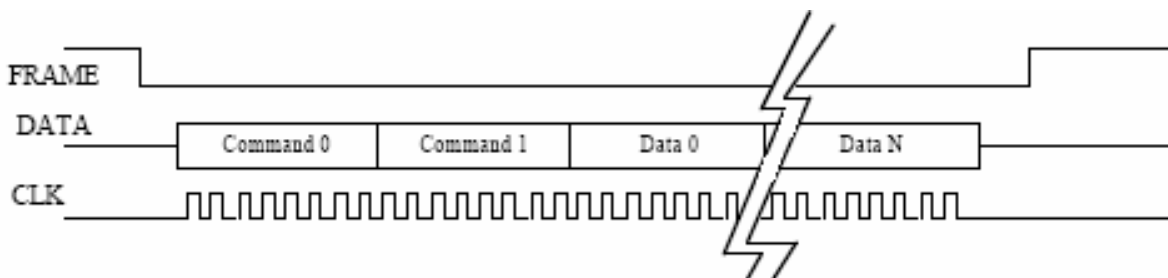 FRAME
DATA
Command 0 Command 1 Data 0 Data N
CLK